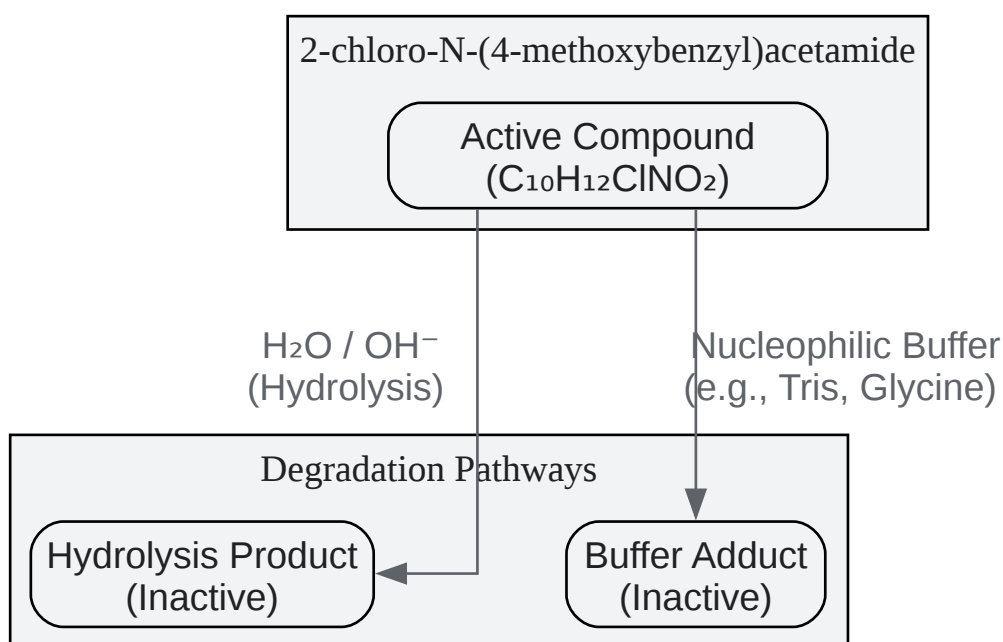 2-chloro-N-(4-methoxybenzyl)acetamide
Active Compound
(C₁₀H₁₂ClNO₂)
H₂O / OH⁻
(Hydrolysis)
Nucleophilic Buffer
(e.g., Tris, Glycine)
Degradation Pathways
Hydrolysis Product
(Inactive)
Buffer Adduct
(Inactive)